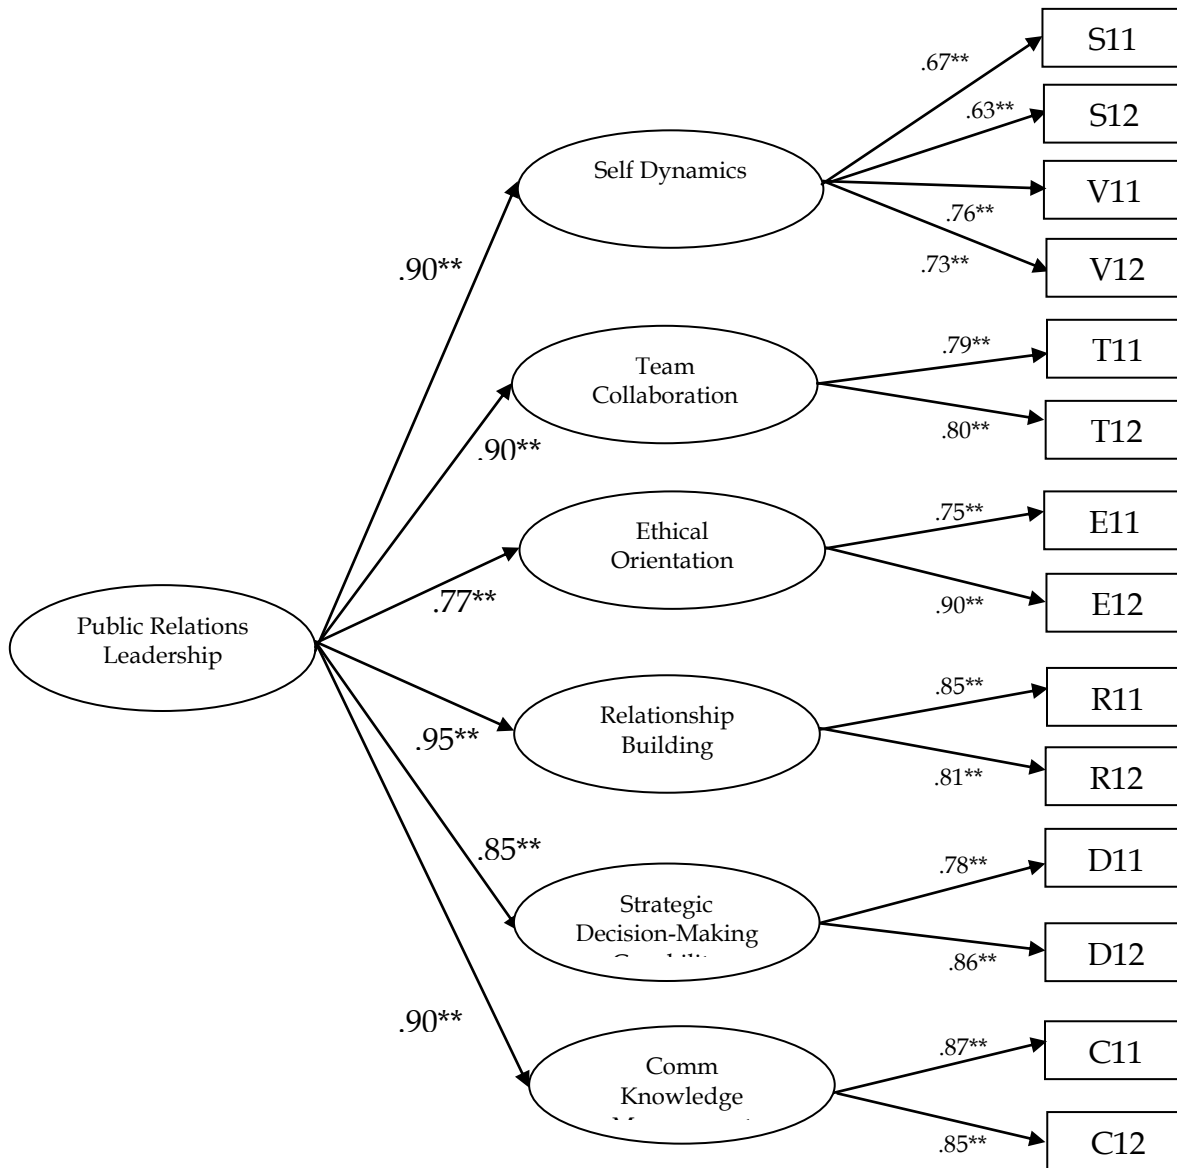 S11
.67**
S12
.63**
Self Dynamics
V11
.76**
V12
.73**
.90**
T11
.79**
Team
Collaboration
T12
.80**
.90**
E11
.75**
Ethical
Orientation
E12
.90**
.77**
Public Relations
Leadership
R11
.85**
Relationship
Building
R12
.81**
.95**
D11
.78**
.85**
Strategic
Decision-Making
D12
.86**
.90**
C11
.87**
Comm
Knowledge
C12
.85**